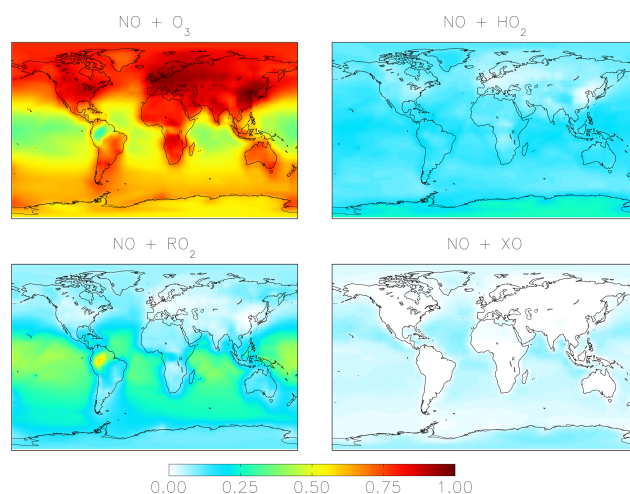 NO + O₃
NO + HO₂
NO + RO₂
NO + XO
0.00 0.25 0.50 0.75 1.00